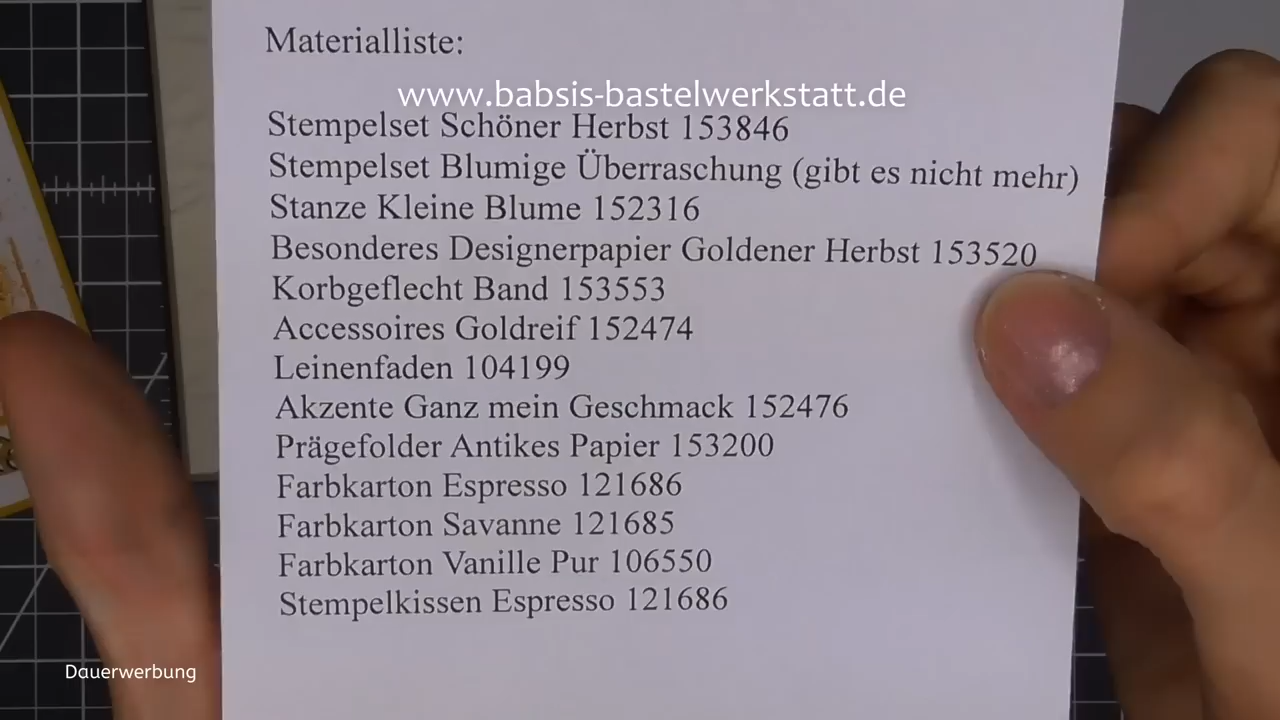 Materialliste:
www.babsis-bastelwerkstatt.de
Stempelset Schöner Herbst 153846
Stempelset Blumige Überraschung (gibt es nicht mehr)
Stanze Kleine Blume 152316
Besonderes Designerpapier Goldener Herbst 153520
Korbgeflecht Band 153553
Accessoires Goldreif 152474
Leinenfaden 104199
Akzente Ganz mein Geschmack 152476
Prägefolder Antikes Papier 153200
Farbkarton Espresso 121686
Farbkarton Savanne 121685
Farbkarton Vanille Pur 106550
Stempelkissen Espresso 121686
Dauerwerbung